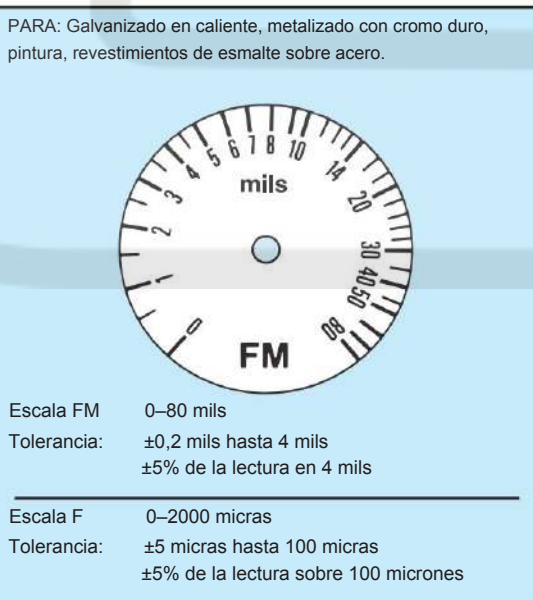 PARA: Galvanizado en caliente, metalizado con cromo duro,
pintura, revestimientos de esmalte sobre acero.
0 1 2 3 4 5 6 7 8 10 14 20 30 40 50 80
mils
FM
Escala FM 0–80 mils
Tolerancia: ±0,2 mils hasta 4 mils
±5% de la lectura en 4 mils
Escala F 0–2000 micras
Tolerancia: ±5 micras hasta 100 micras
±5% de la lectura sobre 100 micrones